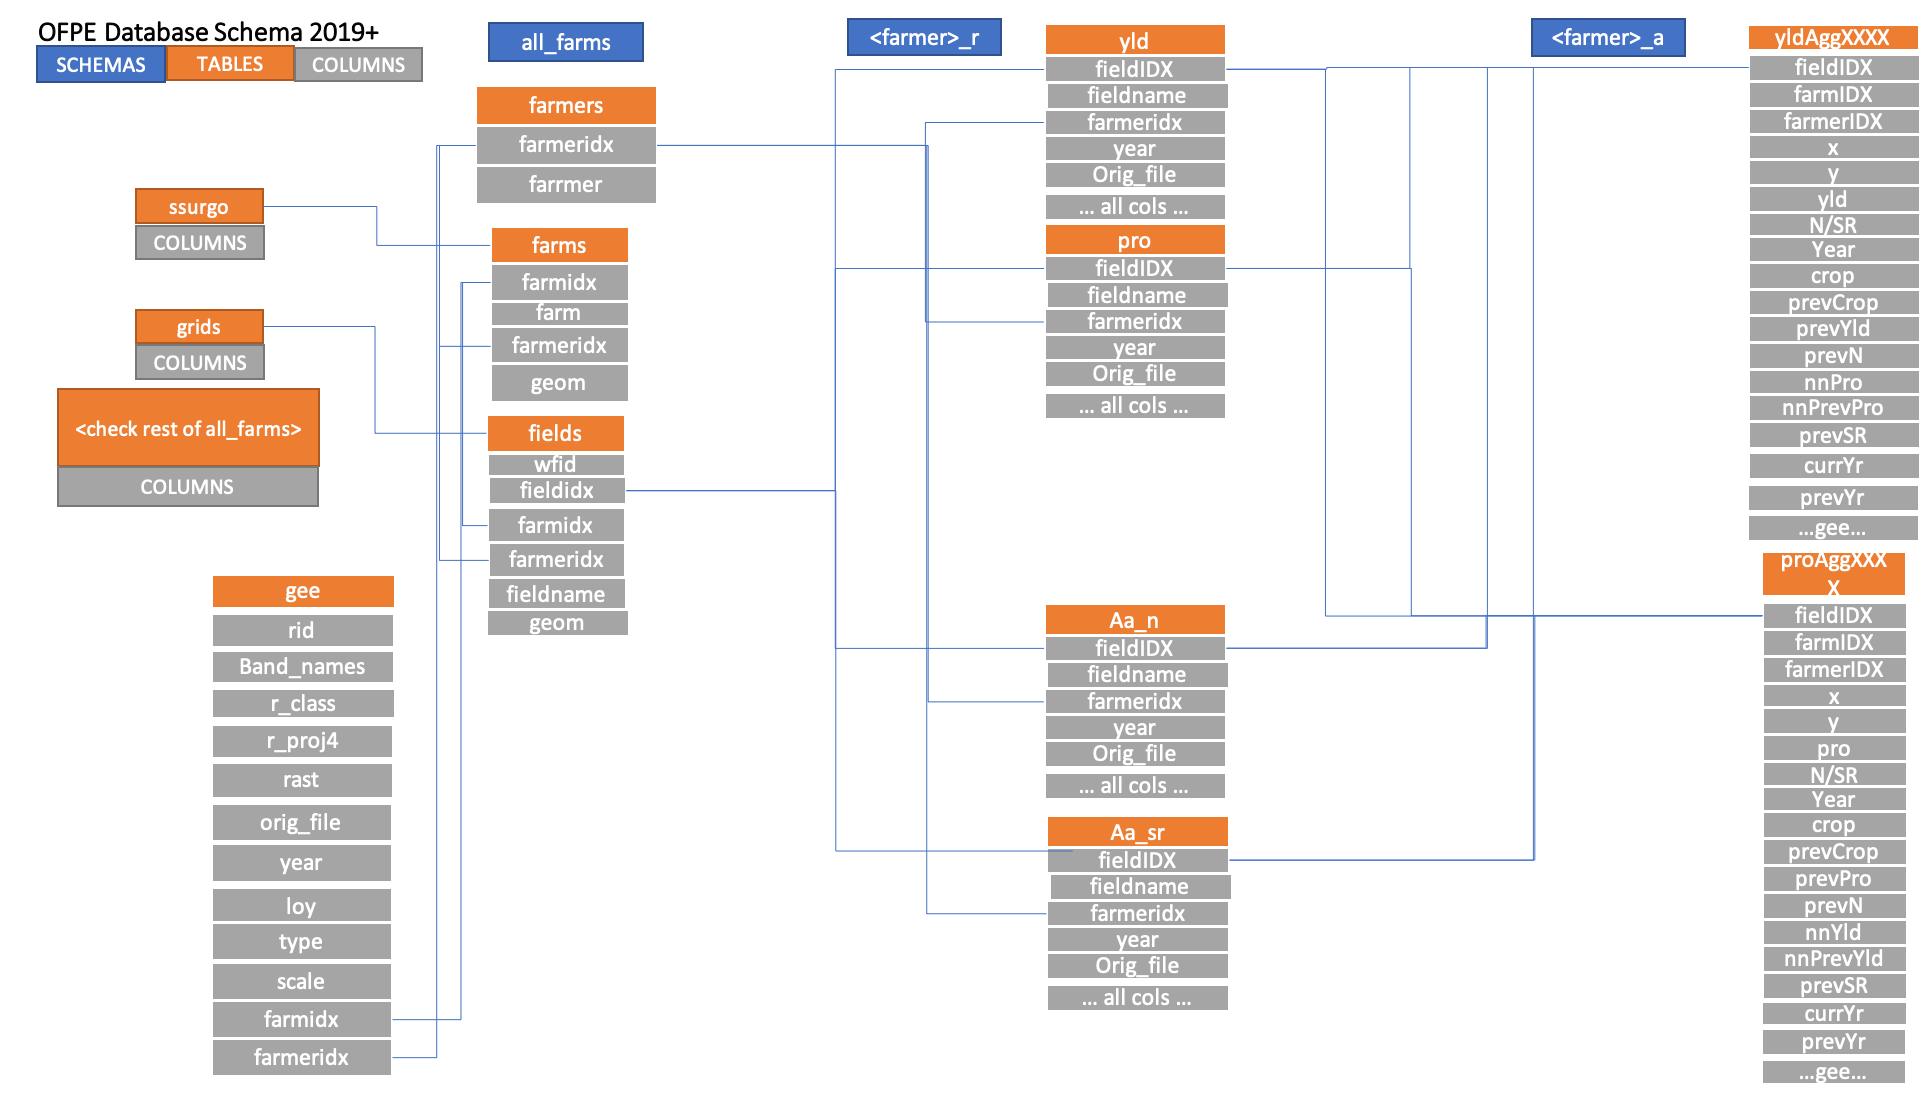 OFPE Database Schema 2019+
SCHEMAS
TABLES
COLUMNS
ssurgo
COLUMNS
grids
COLUMNS
<check rest of all_farms>
COLUMNS
gee
rid
Band_names
r_class
r_proj4
rast
orig_file
year
loy
type
scale
farmidx
farmeridx
all_farms
farmers
farmeridx
farrmer
farms
farmidx
farm
farmeridx
geom
fields
wfid
fieldidx
farmidx
farmeridx
fieldname
geom
<farmer>_r
yld
fieldIDX
fieldname
farmeridx
year
Orig_file
... all cols ...
pro
fieldIDX
fieldname
farmeridx
year
Orig_file
... all cols ...
Aa_n
fieldIDX
fieldname
farmeridx
year
Orig_file
... all cols ...
Aa_sr
fieldIDX
fieldname
farmeridx
year
Orig_file
... all cols ...
<farmer>_a
yldAggXXXX
fieldIDX
farmIDX
farmerIDX
x
y
yld
N/SR
Year
crop
prevCrop
prevYld
prevN
nnPro
nnPrevPro
prevSR
currYr
prevYr
...gee...
proAggXXX
X
fieldIDX
farmIDX
farmerIDX
x
y
pro
N/SR
Year
crop
prevCrop
prevPro
prevN
nnYld
nnPrevYld
prevSR
currYr
prevYr
...gee...